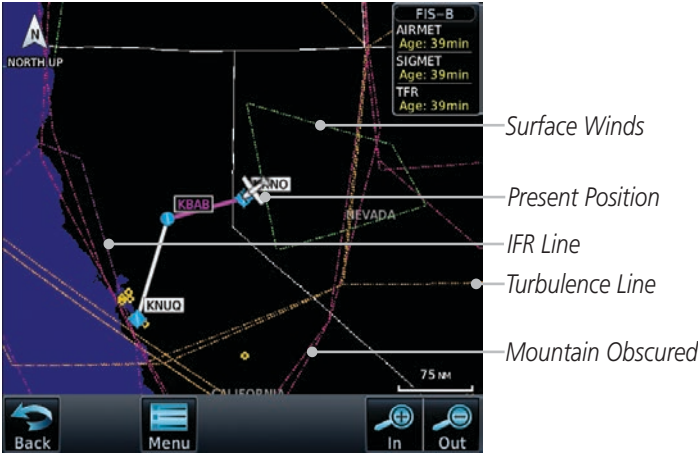 N
NORTH UP
FIS-B
AIRMET
Age: 39min
SIGMET
Age: 39min
TFR
Age: 39min
Surface Winds
Present Position
KBAB
NEVADA
IFR Line
Turbulence Line
KNUQ
Mountain Obscured
75 NM
CALIFORNIA
Back
Menu
In
Out